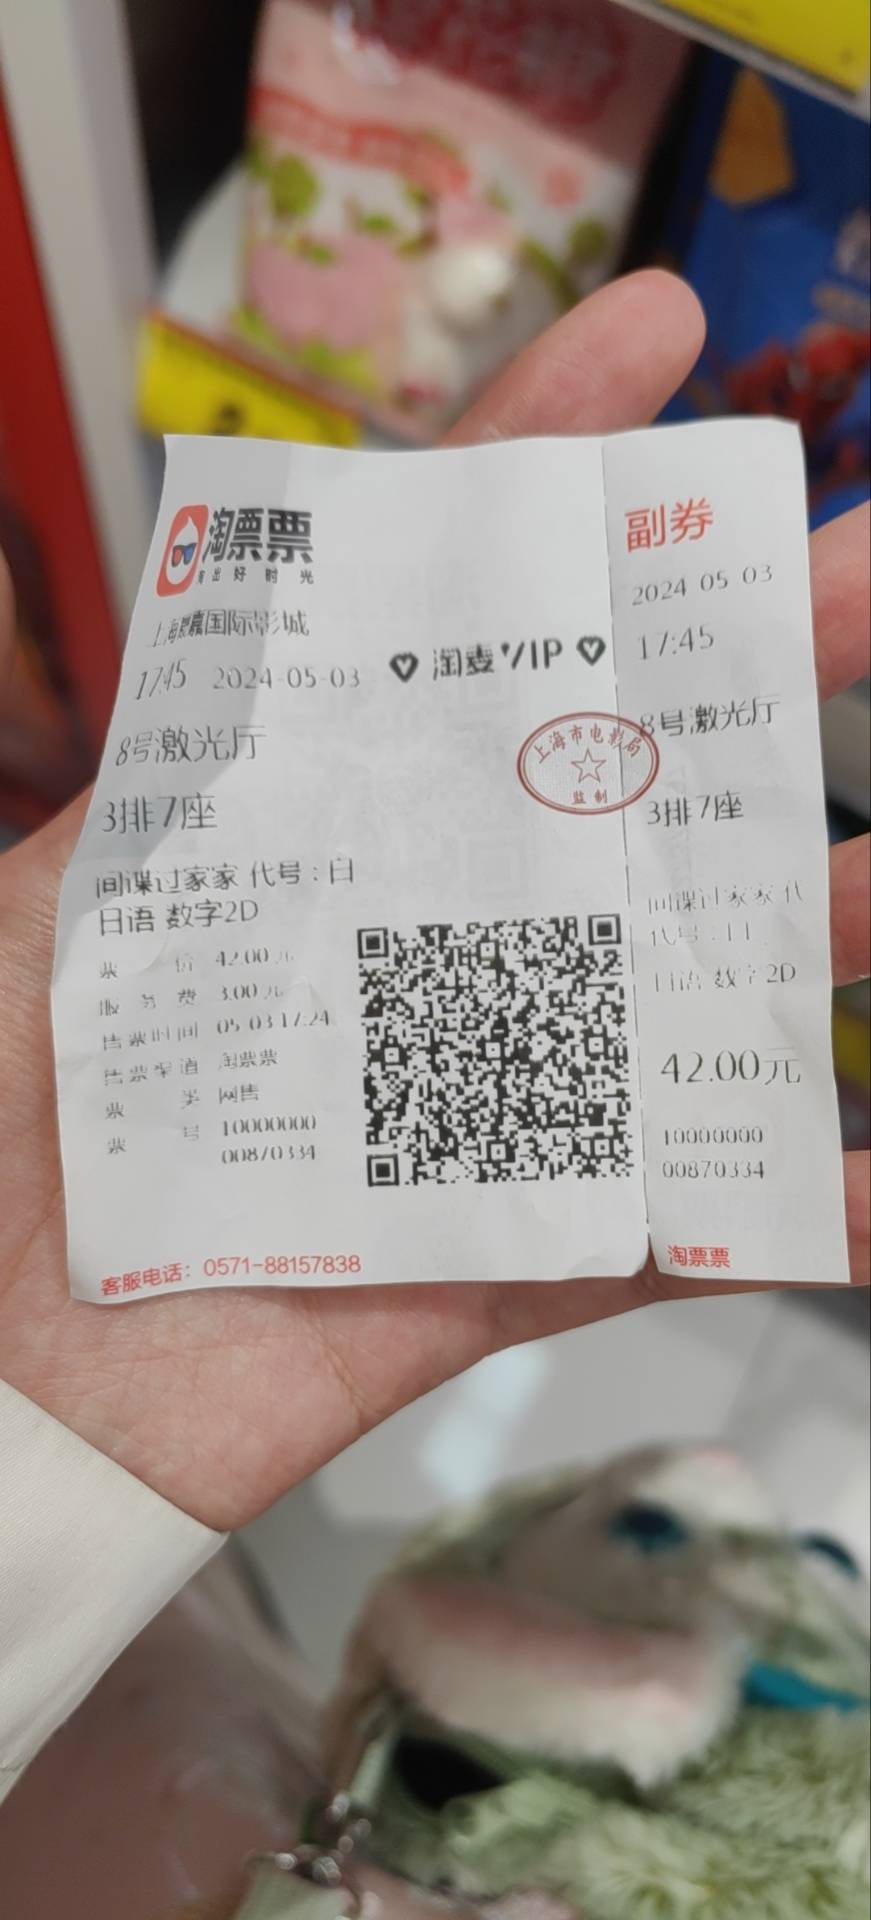 淘票票
淘出好时光
国际影城
17:45 2024-05-03
♥ 淘麦VIP ♥
8号激光厅
3排7座
间谍过家家 代号:白
日语 数字2D
票价 42.00元
服务费 3.00元
售票时间 05-03 17:24
售票渠道 淘票票
票类 网售
票号 10000000
00870334
客服电话：0571-88157838
上海市电影局
监制
副券
2024 05 03
17:45
8号激光厅
3排7座
间谍过家家 代
代号:白
日语 数字2D
42.00元
10000000
00870334
淘票票